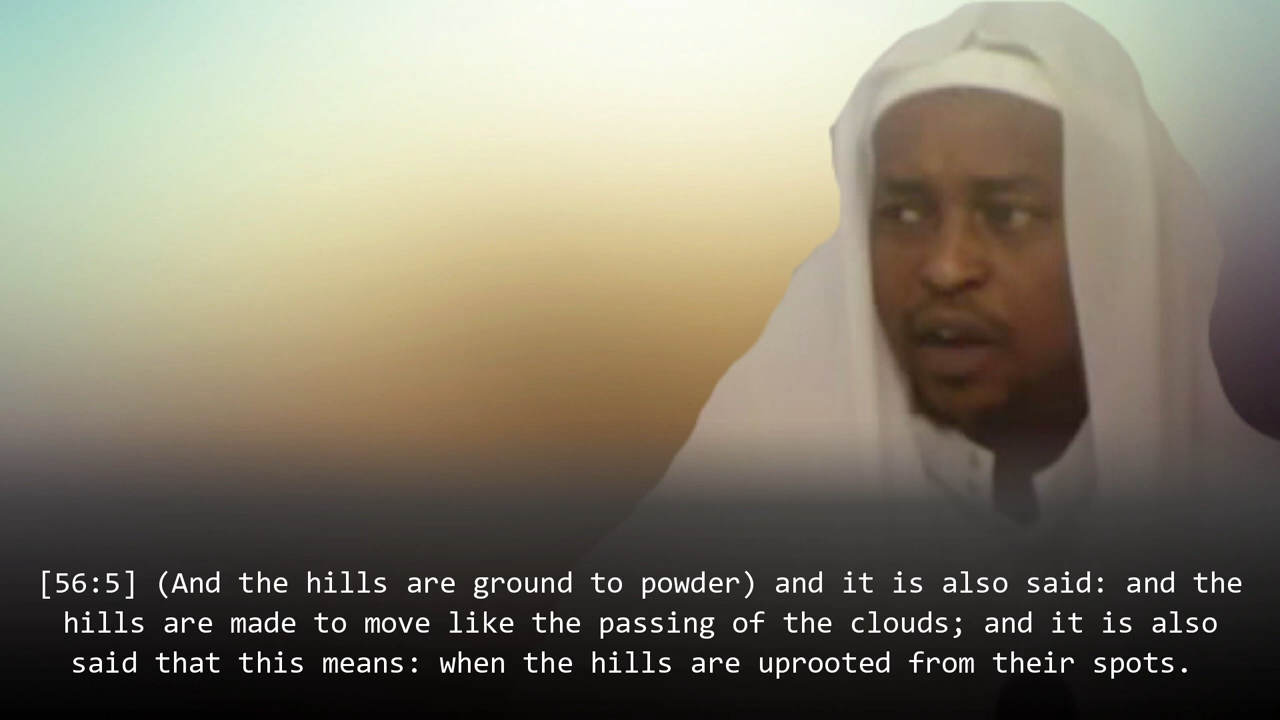 [56:5] (And the hills are ground to powder) and it is also said: and the
hills are made to move like the passing of the clouds; and it is also
said that this means: when the hills are uprooted from their spots.